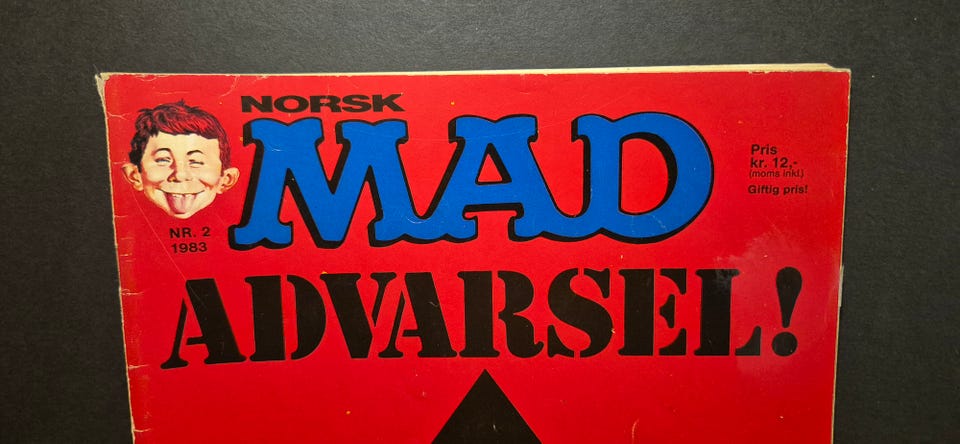 NORSK
MAD
NR. 2
1983
Pris
kr. 12,-
(moms inkl.)
Giftig pris!
ADVARSEL!